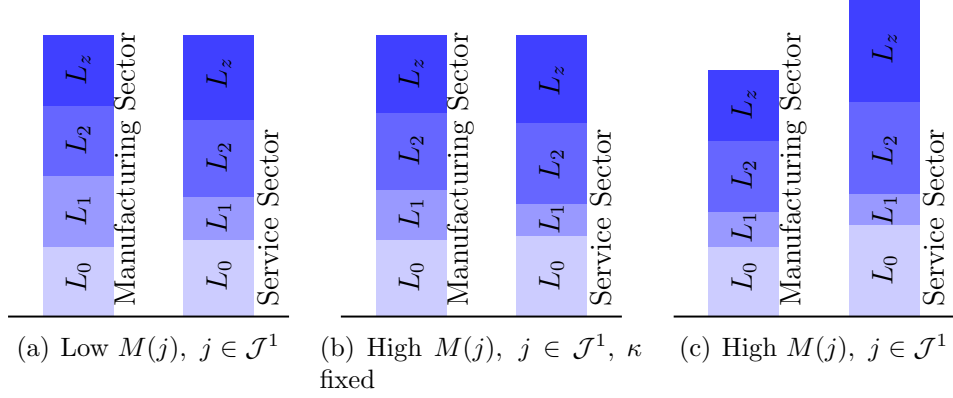 L_z
L_2
L_1
L_0
Manufacturing Sector
L_z
L_2
L_1
L_0
Service Sector
L_z
L_2
L_1
L_0
Manufacturing Sector
L_z
L_2
L_1
L_0
Service Sector
L_z
L_2
L_1
L_0
Manufacturing Sector
L_z
L_2
L_1
L_0
Service Sector
(a) Low M(j), j ∈ 𝒥^1
(b) High M(j), j ∈ 𝒥^1, κ
fixed
(c) High M(j), j ∈ 𝒥^1